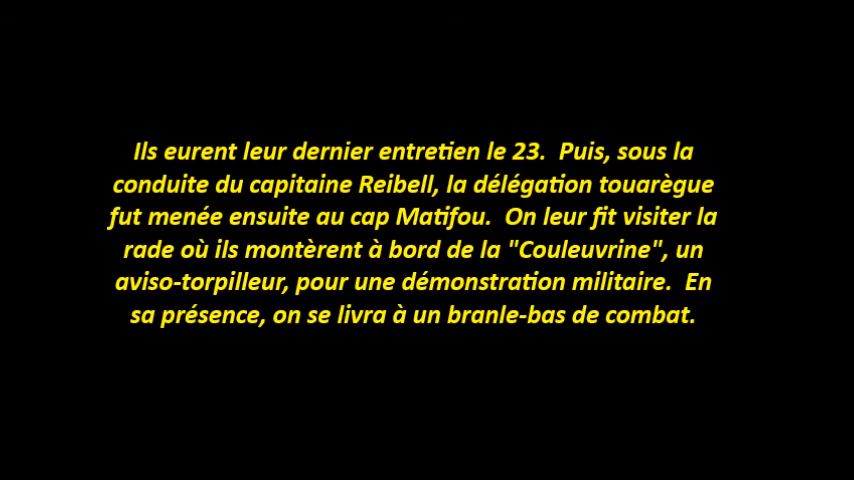 Ils eurent leur dernier entretien le 23.  Puis, sous la
conduite du capitaine Reibell, la délégation touarègue
fut menée ensuite au cap Matifou.  On leur fit visiter la
rade où ils montèrent à bord de la "Couleuvrine", un
aviso-torpilleur, pour une démonstration militaire.  En
sa présence, on se livra à un branle-bas de combat.